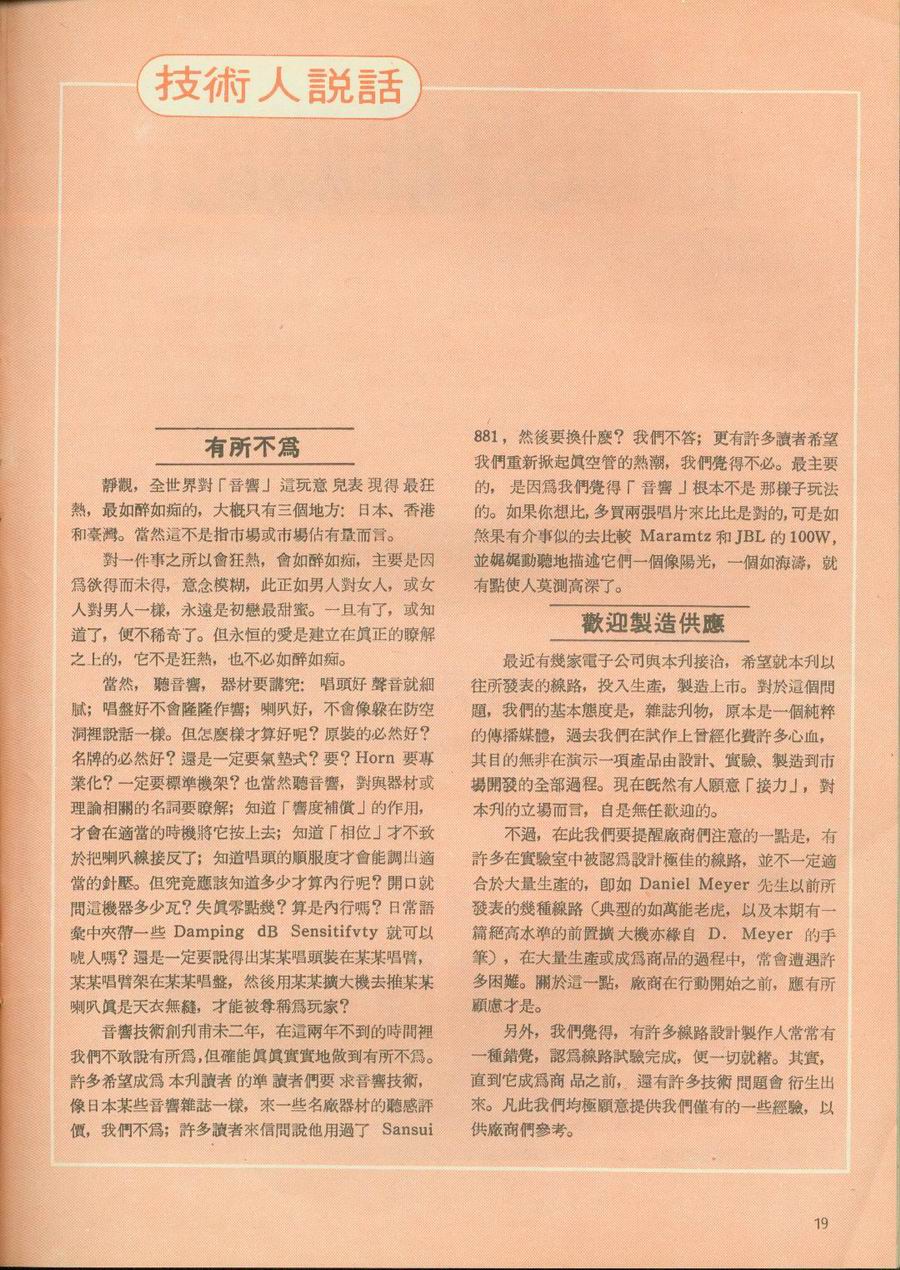 技術人説話
有所不爲
靜觀，全世界對「音響」這玩意兒表現得最狂
熱，最如醉如痴的，大概只有三個地方：日本、香港
和臺灣。當然這不是指市場或市場佔有量而言。
對一件事之所以會狂熱，會如醉如痴，主要是因
爲欲得而未得，意念模糊，此正如男人對女人，或女
人對男人一樣，永遠是初戀最甜蜜。一旦有了，或知
道了，便不稀奇了。但永恒的愛是建立在眞正的瞭解
之上的，它不是狂熱，也不必如醉如痴。
當然，聽音響，器材要講究：唱頭好聲音就細
膩；唱盤好不會隆隆作響；喇叭好，不會像躱在防空
洞裡說話一樣。但怎麼樣才算好呢？原裝的必然好？
名牌的必然好？還是一定要氣墊式？要？Horn 要專
業化？一定要標準機架？也當然聽音響，對與器材或
理論相關的名詞要瞭解；知道「響度補償」的作用，
才會在適當的時機將它按上去；知道「相位」才不致
於把喇叭線接反了；知道唱頭的順服度才會能調出適
當的針壓。但究竟應該知道多少才算內行呢？開口就
問這機器多少瓦？失眞零點幾？算是內行嗎？日常語
彙中夾帶一些 Damping dB Sensitifvty 就可以
唬人嗎？還是一定要說得出某某唱頭裝在某某唱臂，
某某唱臂架在某某唱盤，然後用某某擴大機去推某某
喇叭眞是天衣無縫，才能被尊稱爲玩家？
音響技術創刋甫未二年，在這兩年不到的時間裡
我們不敢說有所爲，但確能眞眞實實地做到有所不爲。
許多希望成爲本刋讀者的準讀者們要求音響技術，
像日本某些音響雜誌一樣，來一些名廠器材的聽感評
價，我們不爲；許多讀者來信問說他用過了 Sansui
881，然後要換什麼？我們不答；更有許多讀者希望
我們重新掀起眞空管的熱潮，我們覺得不必。最主要
的，是因爲我們覺得「音響」根本不是那樣子玩法
的。如果你想比，多買兩張唱片來比比是對的，可是如
煞果有介事似的去比較 Maramtz 和 JBL 的 100W，
並娓娓動聽地描述它們一個像陽光，一個如海濤，就
有點使人莫測高深了。
歡迎製造供應
最近有幾家電子公司與本刋接洽，希望就本刋以
往所發表的線路，投入生產，製造上市。對於這個問
題，我們的基本態度是，雜誌刋物，原本是一個純粹
的傳播媒體，過去我們在試作上曾經化費許多心血，
其目的無非在演示一項產品由設計、實驗、製造到市
場開發的全部過程。現在旣然有人願意「接力」，對
本刋的立場而言，自是無任歡迎的。
不過，在此我們要提醒廠商們注意的一點是，有
許多在實驗室中被認爲設計極佳的線路，並不一定適
合於大量生產的，卽如 Daniel Meyer 先生以前所
發表的幾種線路（典型的如萬能老虎，以及本期有一
篇絕高水準的前置擴大機亦緣自 D. Meyer 的手
筆），在大量生產或成爲商品的過程中，常會遭遇許
多困難。關於這一點，廠商在行動開始之前，應有所
顧慮才是。
另外，我們覺得，有許多線路設計製作人常常有
一種錯覺，認爲線路試驗完成，便一切就緒。其實，
直到它成爲商品之前，還有許多技術問題會衍生出
來。凡此我們均極願意提供我們僅有的一些經驗，以
供廠商們參考。
19